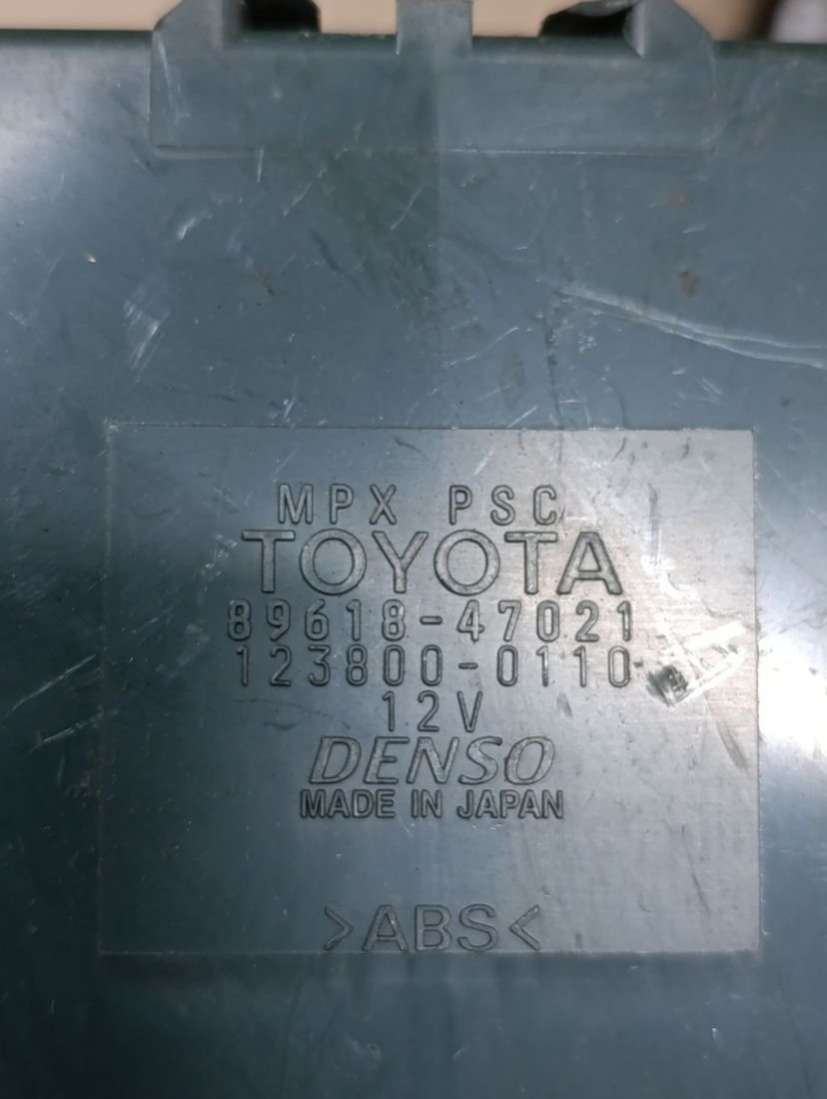 MPX PSC
TOYOTA
89618-47021
123800-0110
12V
DENSO
MADE IN JAPAN
>ABS<